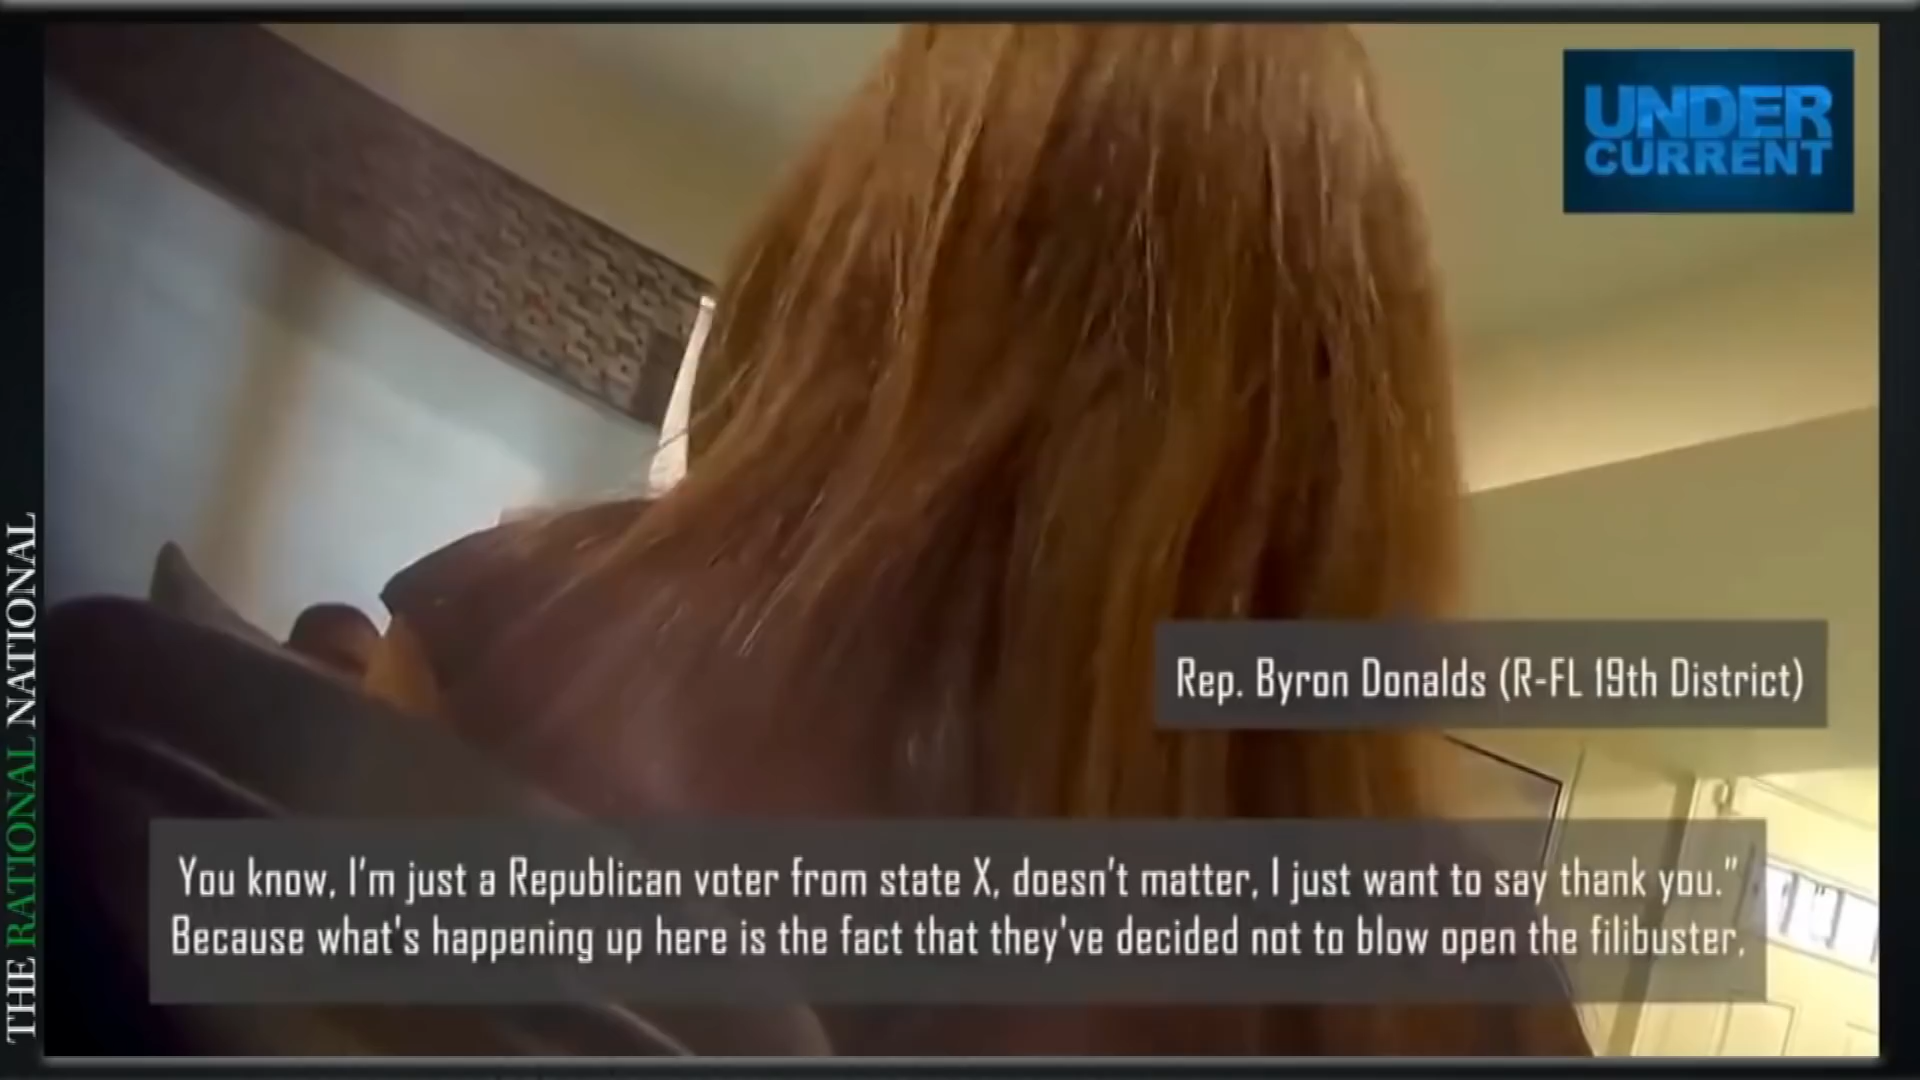 UNDER
CURRENT
Rep. Byron Donalds (R-FL 19th District)
You know, I'm just a Republican voter from state X, doesn't matter, I just want to say thank you."
Because what's happening up here is the fact that they've decided not to blow open the filibuster,
THE RATIONAL NATIONAL